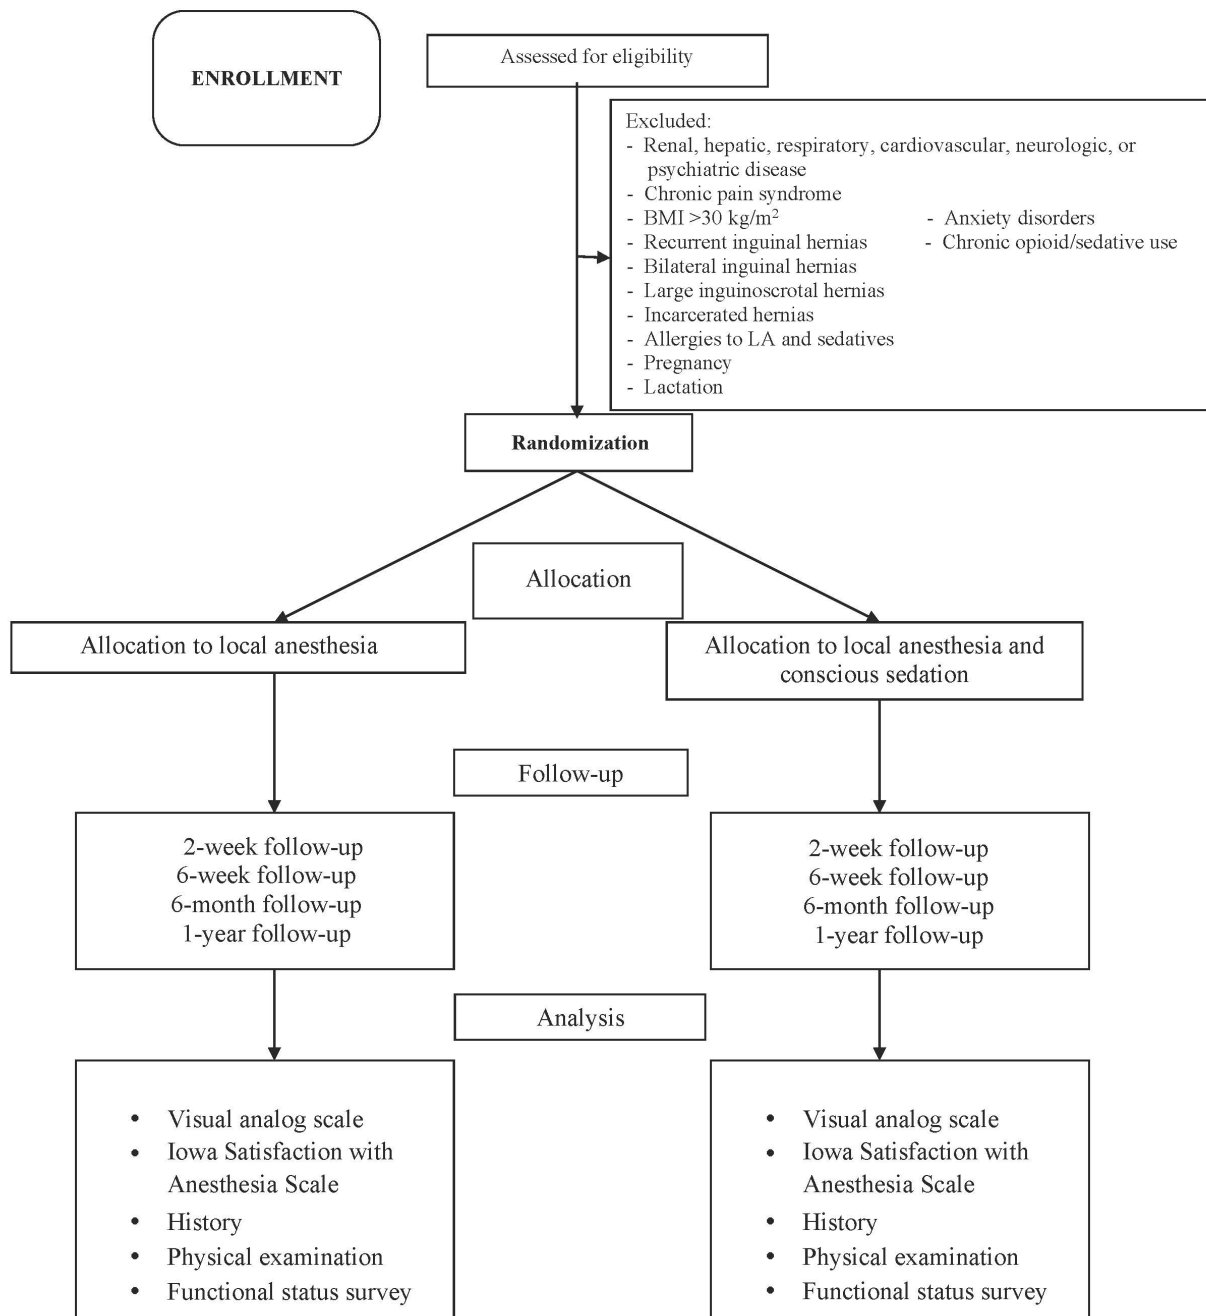 ENROLLMENT
Assessed for eligibility
Excluded:
- Renal, hepatic, respiratory, cardiovascular, neurologic, or
psychiatric disease
- Chronic pain syndrome
- BMI >30 kg/m²
- Anxiety disorders
- Recurrent inguinal hernias
- Chronic opioid/sedative use
- Bilateral inguinal hernias
- Large inguinoscrotal hernias
- Incarcerated hernias
- Allergies to LA and sedatives
- Pregnancy
- Lactation
Randomization
Allocation
Allocation to local anesthesia
Allocation to local anesthesia and
conscious sedation
Follow-up
2-week follow-up
6-week follow-up
6-month follow-up
1-year follow-up
2-week follow-up
6-week follow-up
6-month follow-up
1-year follow-up
Analysis
• Visual analog scale
• Iowa Satisfaction with
Anesthesia Scale
• History
• Physical examination
• Functional status survey
• Visual analog scale
• Iowa Satisfaction with
Anesthesia Scale
• History
• Physical examination
• Functional status survey